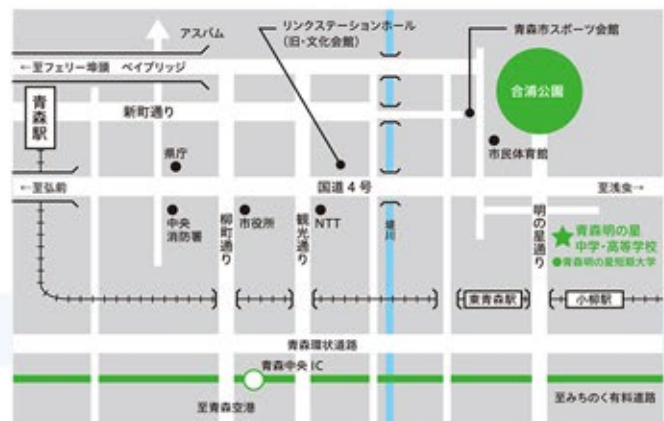 アスパム
リンクステーションホール
(旧・文化会館)
青森市スポーツ会館
←至フェリー埠頭 ベイブリッジ
合浦公園
青森駅
新町通り
県庁
市民体育館
←至弘前
国道4号
至浅虫→
中央
消防署
柳町通り
市役所
観光通り
NTT
堤川
明の星通り
青森明の星
中学・高等学校
青森明の星短期大学
東青森駅
小柳駅
青森環状道路
青森中央IC
至青森空港
至みちのく有料道路